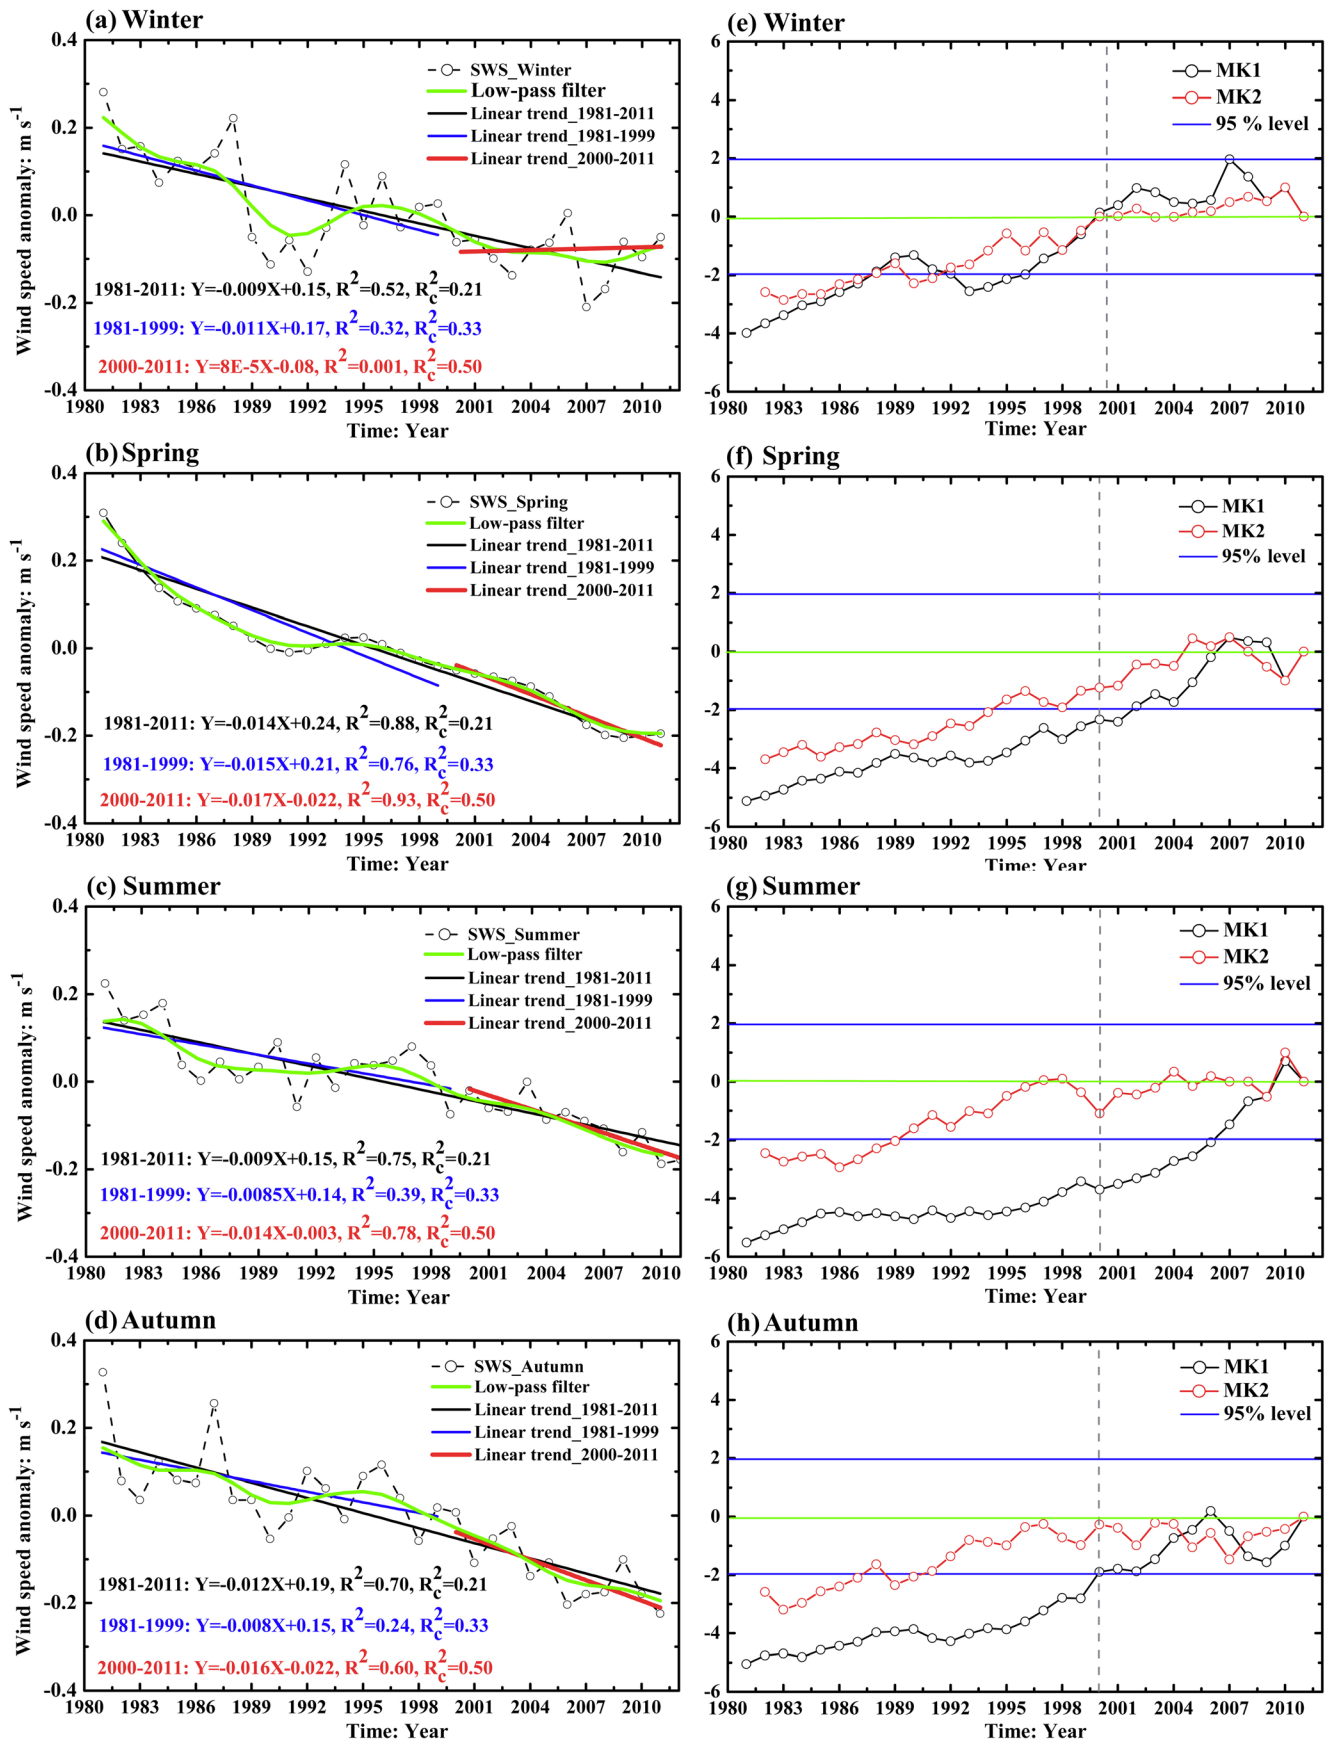 (a) Winter
0.4
0.2
0.0
-0.2
-0.4
Wind speed anomaly: m s-1
SWS_Winter
Low-pass filter
Linear trend_1981-2011
Linear trend_1981-1999
Linear trend_2000-2011
1981-2011: Y=-0.009X+0.15, R2=0.52, Rc2=0.21
1981-1999: Y=-0.011X+0.17, R2=0.32, Rc2=0.33
2000-2011: Y=8E-5X-0.08, R2=0.001, Rc2=0.50
1980 1983 1986 1989 1992 1995 1998 2001 2004 2007 2010
Time: Year
(e) Winter
6
4
2
0
-2
-4
-6
MK1
MK2
95 % level
1980 1983 1986 1989 1992 1995 1998 2001 2004 2007 2010
Time: Year
(b) Spring
0.4
0.2
0.0
-0.2
-0.4
Wind speed anomaly: m s-1
SWS_Spring
Low-pass filter
Linear trend_1981-2011
Linear trend_1981-1999
Linear trend_2000-2011
1981-2011: Y=-0.014X+0.24, R2=0.88, Rc2=0.21
1981-1999: Y=-0.015X+0.21, R2=0.76, Rc2=0.33
2000-2011: Y=-0.017X-0.022, R2=0.93, Rc2=0.50
1980 1983 1986 1989 1992 1995 1998 2001 2004 2007 2010
Time: Year
(f) Spring
6
4
2
0
-2
-4
-6
MK1
MK2
95% level
1980 1983 1986 1989 1992 1995 1998 2001 2004 2007 2010
Time: Year
(c) Summer
0.4
0.2
0.0
-0.2
-0.4
Wind speed anomaly: m s-1
SWS_Summer
Low-pass filter
Linear trend_1981-2011
Linear trend_1981-1999
Linear trend_2000-2011
1981-2011: Y=-0.009X+0.15, R2=0.75, Rc2=0.21
1981-1999: Y=-0.0085X+0.14, R2=0.39, Rc2=0.33
2000-2011: Y=-0.014X-0.003, R2=0.78, Rc2=0.50
1980 1983 1986 1989 1992 1995 1998 2001 2004 2007 2010
Time: Year
(g) Summer
6
4
2
0
-2
-4
-6
MK1
MK2
95% level
1980 1983 1986 1989 1992 1995 1998 2001 2004 2007 2010
Time: Year
(d) Autumn
0.4
0.2
0.0
-0.2
-0.4
Wind speed anomaly: m s-1
SWS_Autumn
Low-pass filter
Linear trend_1981-2011
Linear trend_1981-1999
Linear trend_2000-2011
1981-2011: Y=-0.012X+0.19, R2=0.70, Rc2=0.21
1981-1999: Y=-0.008X+0.15, R2=0.24, Rc2=0.33
2000-2011: Y=-0.016X-0.022, R2=0.60, Rc2=0.50
1980 1983 1986 1989 1992 1995 1998 2001 2004 2007 2010
Time: Year
(h) Autumn
6
4
2
0
-2
-4
-6
MK1
MK2
95% level
1980 1983 1986 1989 1992 1995 1998 2001 2004 2007 2010
Time: Year